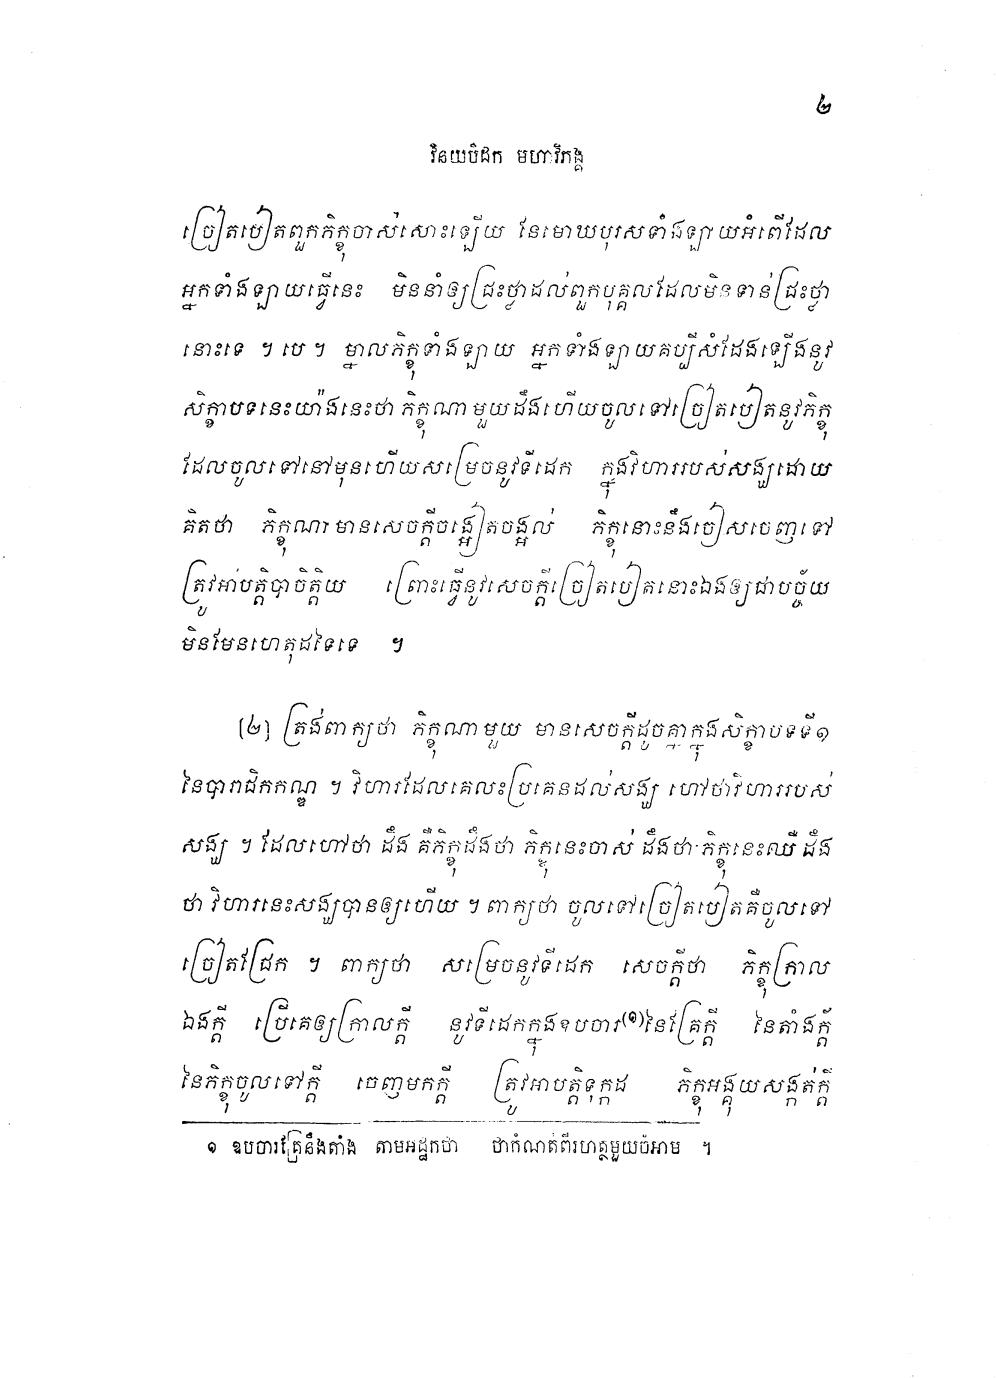 ២
វិនយបិដក មហាវិភង្គ
ច្រៀតបៀតពួកភិក្ខុចាស់សោះឡើយ នែមោឃបុរសទាំងឡាយអំពើដែល
អ្នកទាំងឡាយធ្វើនេះ មិននាំឲ្យជ្រះថ្លាដល់ពួកបុគ្គលដែលមិនទាន់ជ្រះថ្លា
នោះទេ ។ បេ ។ ម្នាលភិក្ខុទាំងឡាយ អ្នកទាំងឡាយគប្បីសំដែងឡើងនូវ
សិក្ខាបទនេះយ៉ាងនេះថា ភិក្ខុណាមួយដឹងហើយចូលទៅច្រៀតបៀតនូវភិក្ខុ
ដែលចូលទៅនៅមុនហើយសម្រេចនូវទីដេក ក្នុងវិហាររបស់សង្ឃដោយ
គិតថា ភិក្ខុណាមានសេចក្តីចង្អៀតចង្អល់ ភិក្ខុនោះនឹងចៀសចេញទៅ
ត្រូវអាបត្តិបាចិត្តិយ ព្រោះធ្វើនូវសេចក្តីច្រៀតបៀតនោះឯងឲ្យជាបច្ច័យ
មិនមែនហេតុដទៃទេ ។
[២] ត្រង់ពាក្យថា ភិក្ខុណាមួយ មានសេចក្តីដូចគ្នាក្នុងសិក្ខាបទទី១
នៃបារាជិកកណ្ឌ ។ វិហារដែលគេលះប្រគេនដល់សង្ឃ ហៅថាវិហាររបស់
សង្ឃ ។ ដែលហៅថា ដឹង គឺភិក្ខុដឹងថា ភិក្ខុនេះចាស់ ដឹងថា ភិក្ខុនេះឈឺ ដឹង
ថា វិហារនេះសង្ឃបានឲ្យហើយ ។ ពាក្យថា ចូលទៅច្រៀតបៀតគឺចូលទៅ
ច្រៀតជ្រែក ។ ពាក្យថា សម្រេចនូវទីដេក សេចក្តីថា ភិក្ខុក្រាល
ឯងក្តី ប្រើគេឲ្យក្រាលក្តី នូវទីដេកក្នុងឧបចារ(១)នៃគ្រែក្តី នៃតាំងក្តី
នៃភិក្ខុចូលទៅក្តី ចេញមកក្តី ត្រូវអាបត្តិទុក្កដ ភិក្ខុអង្គុយសង្កត់ក្តី
១ ឧបចារគ្រែនឹងតាំង តាមអដ្ឋកថា ថាកំណត់ពីរហត្ថមួយចំអាម ។